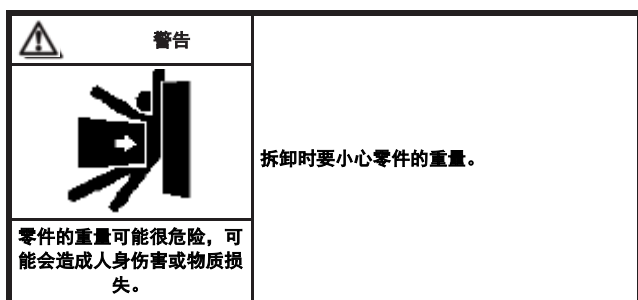 警告
拆卸时要小心零件的重量。
零件的重量可能很危险，可
能会造成人身伤害或物质损
失。